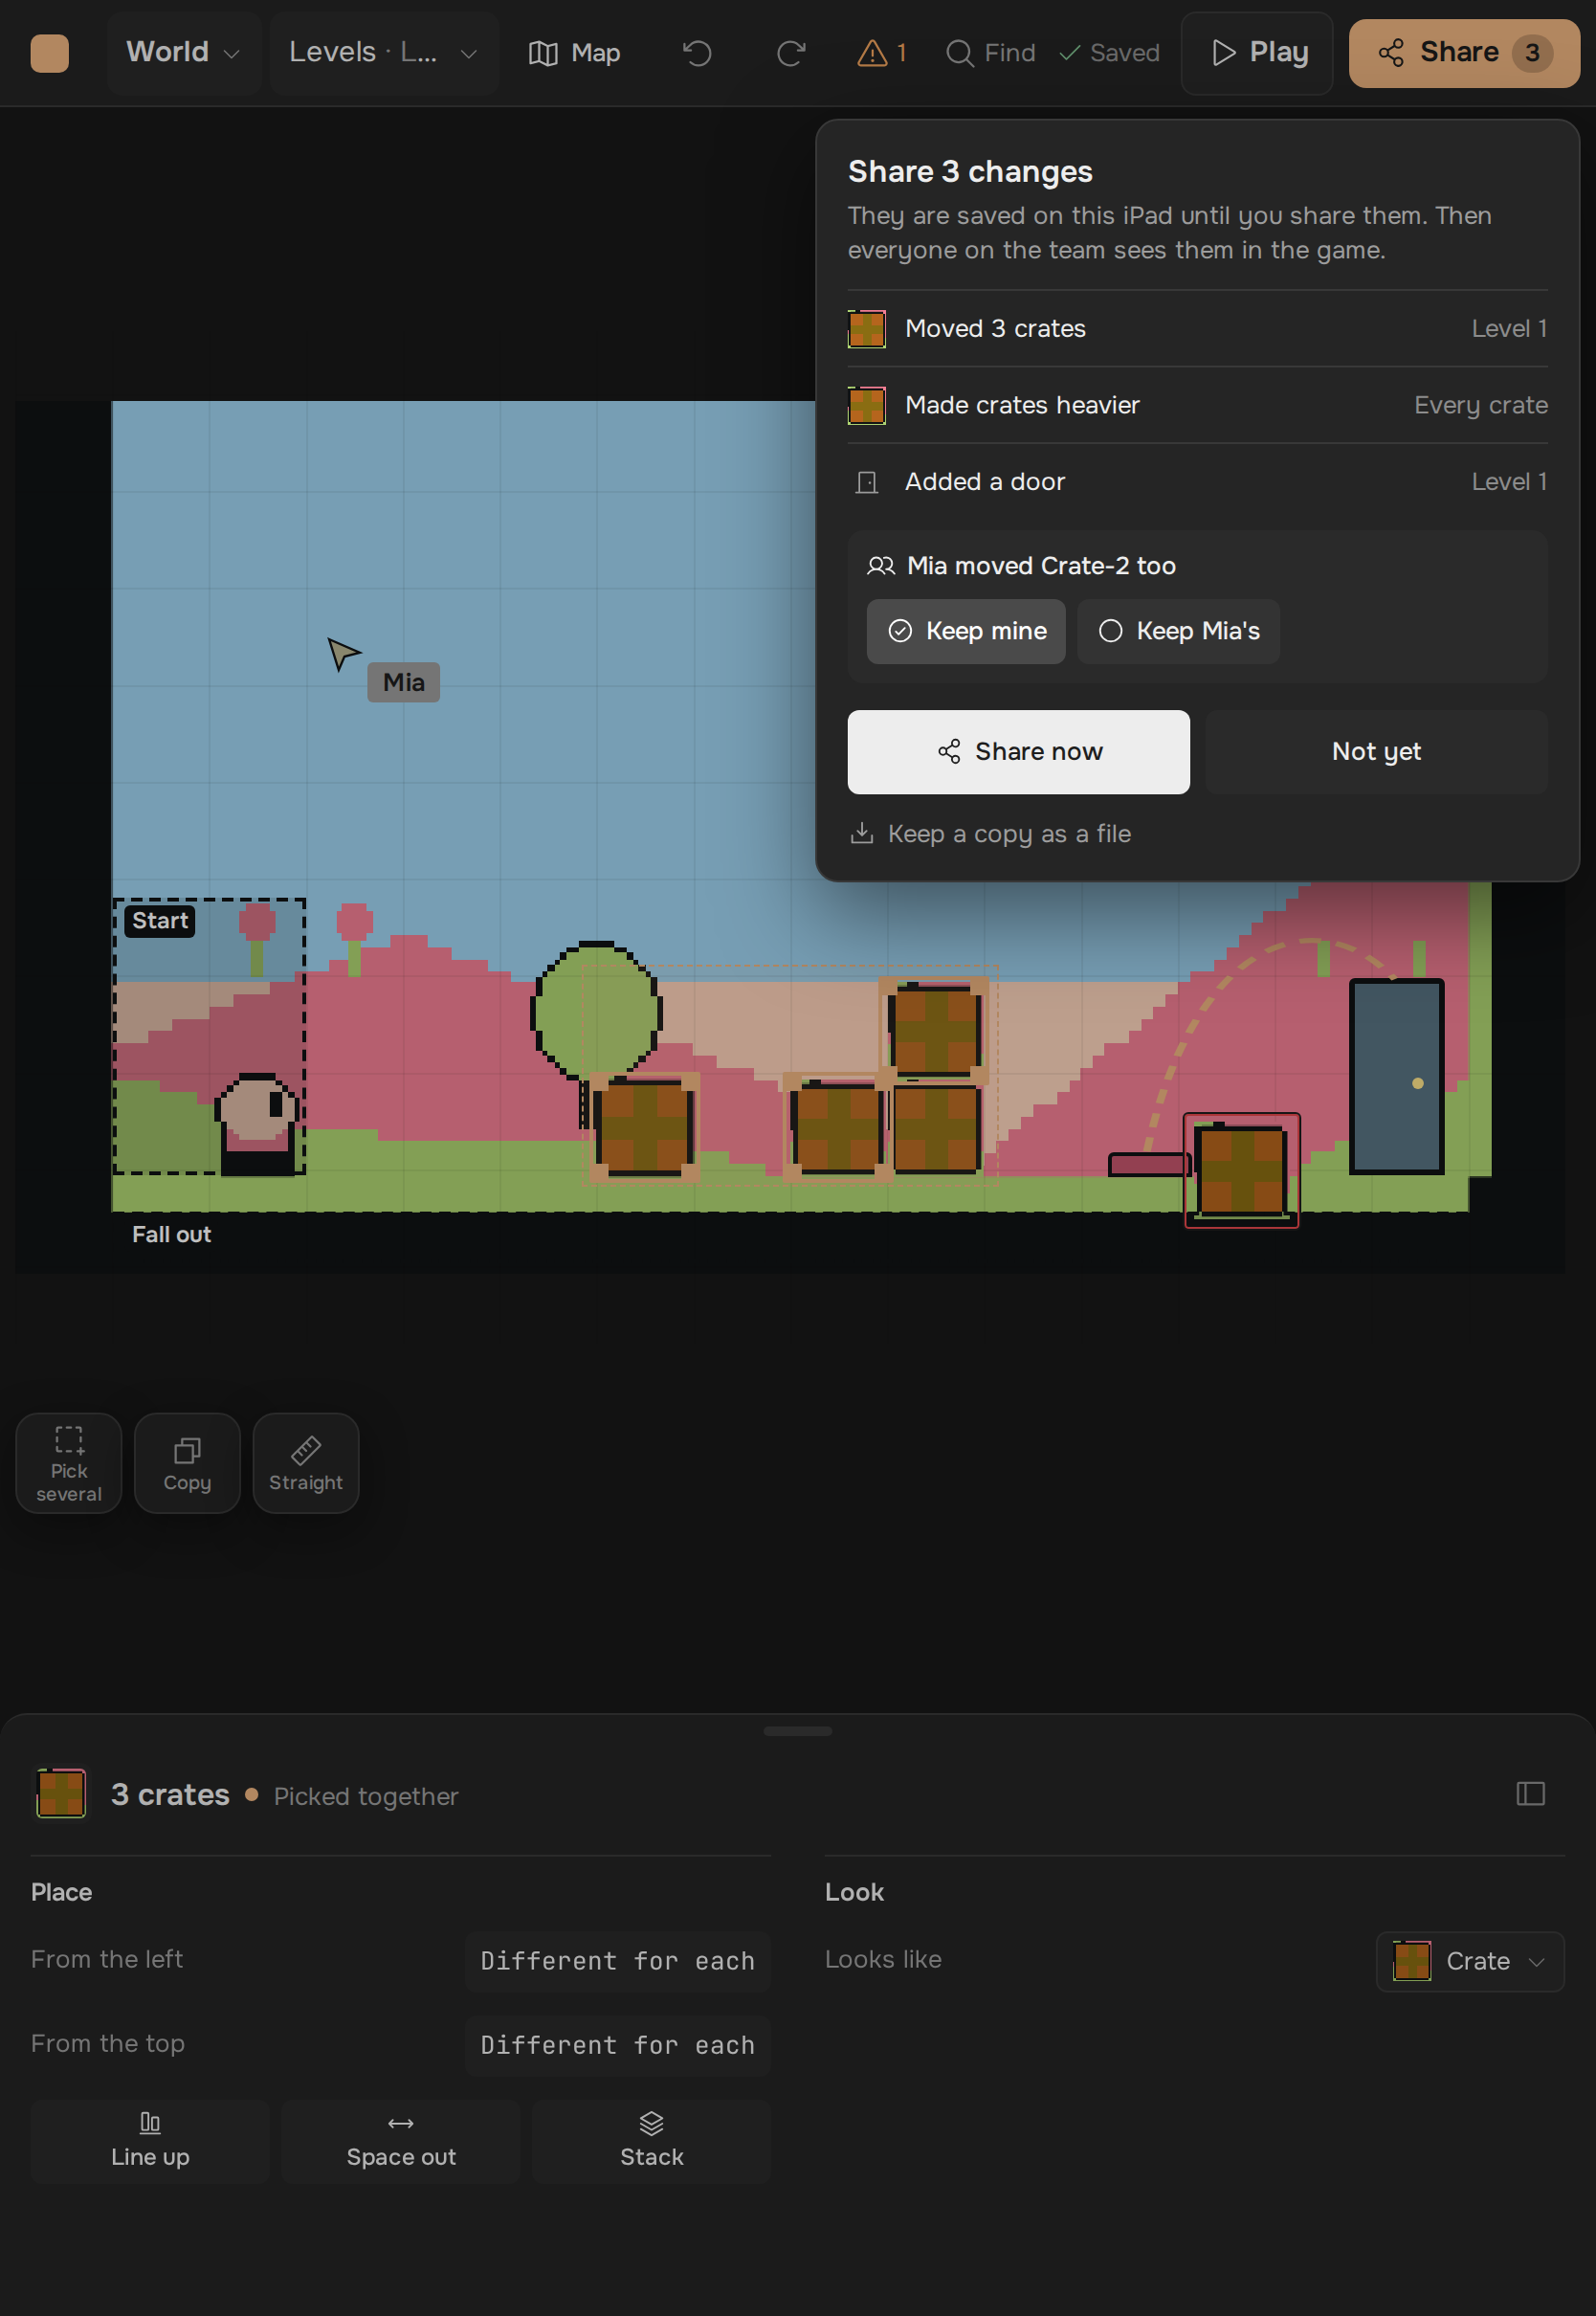 World
Levels · L...
Map
1
Find
Saved
Play
Share 3
Share 3 changes
They are saved on this iPad until you share them. Then
everyone on the team sees them in the game.
Moved 3 crates
Level 1
Made crates heavier
Every crate
Added a door
Level 1
Mia moved Crate-2 too
Keep mine
Keep Mia's
Share now
Not yet
Keep a copy as a file
Mia
Start
Fall out
Pick
several
Copy
Straight
3 crates
Picked together
Place
From the left
Different for each
From the top
Different for each
Line up
Space out
Stack
Look
Looks like
Crate